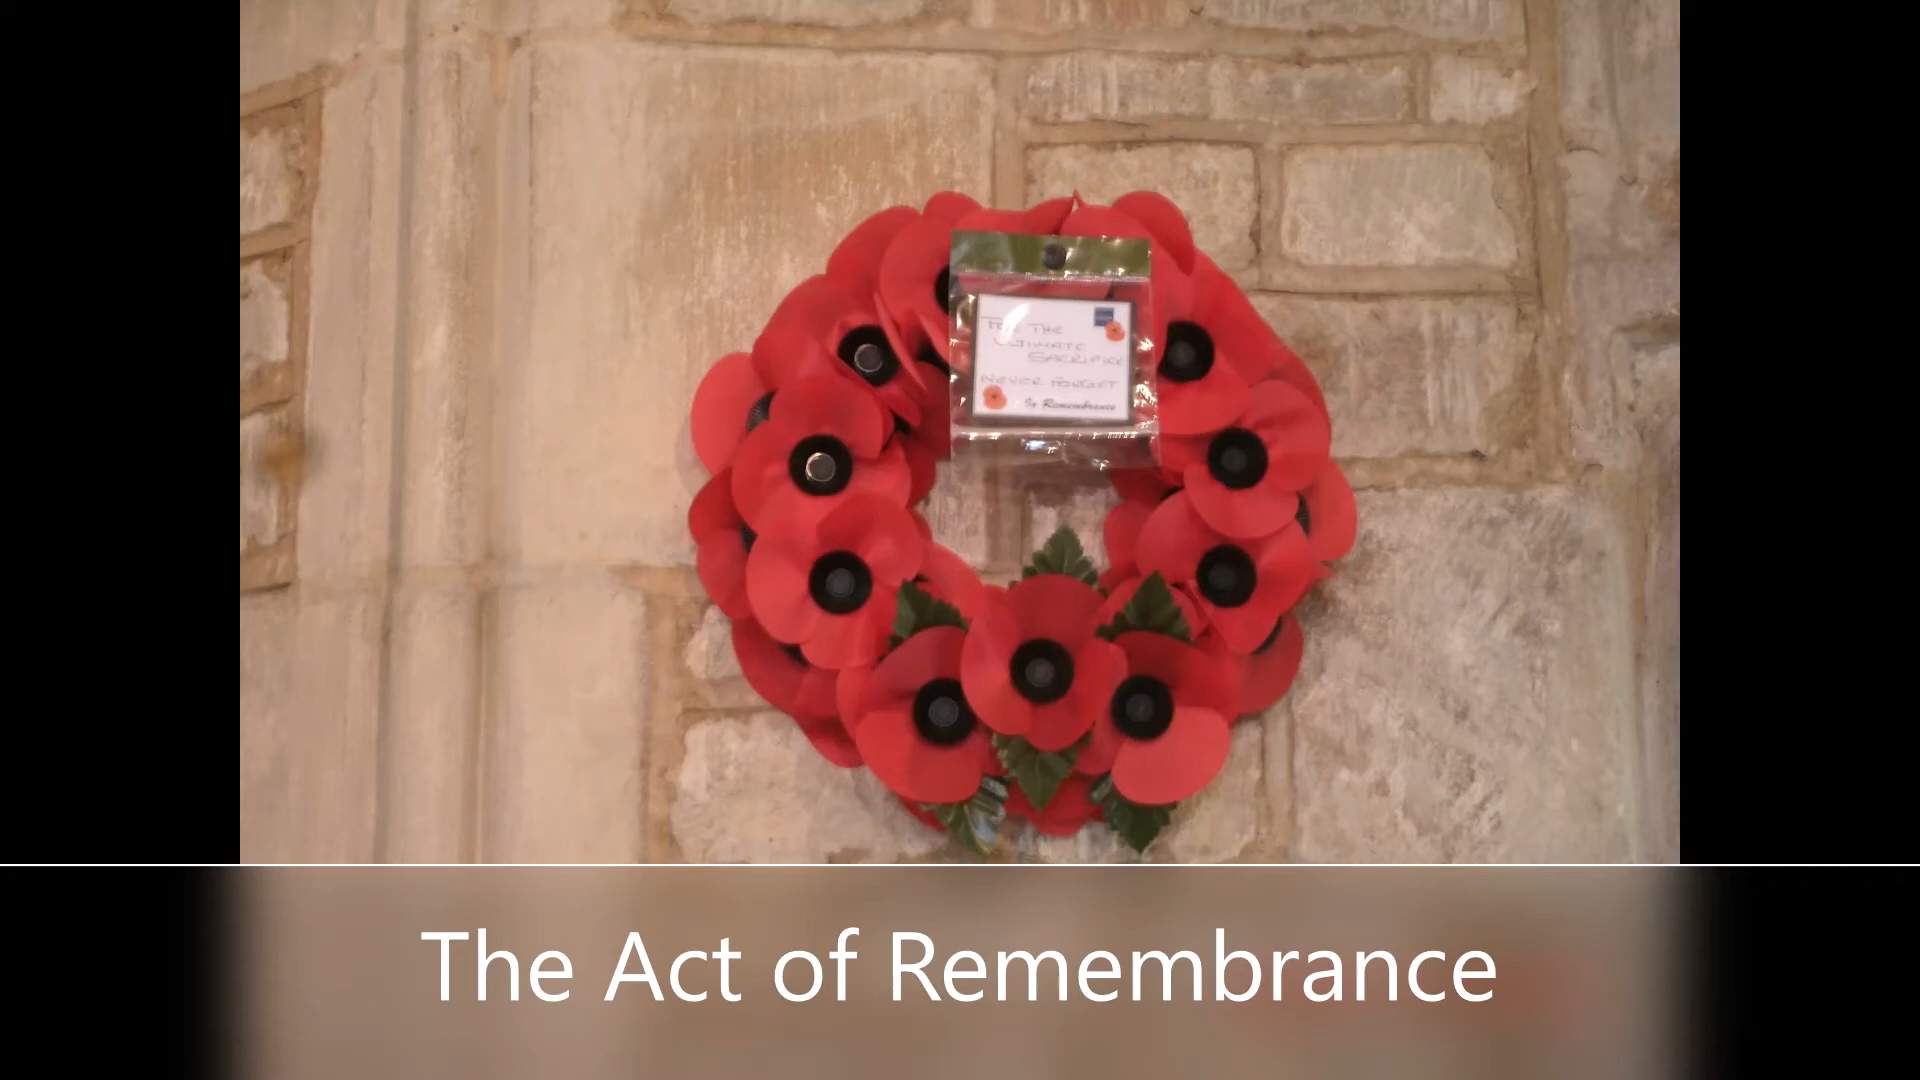 FOR THE
ULTIMATE
SACRIFICE
NEVER FORGET
In Remembrance
The Act of Remembrance